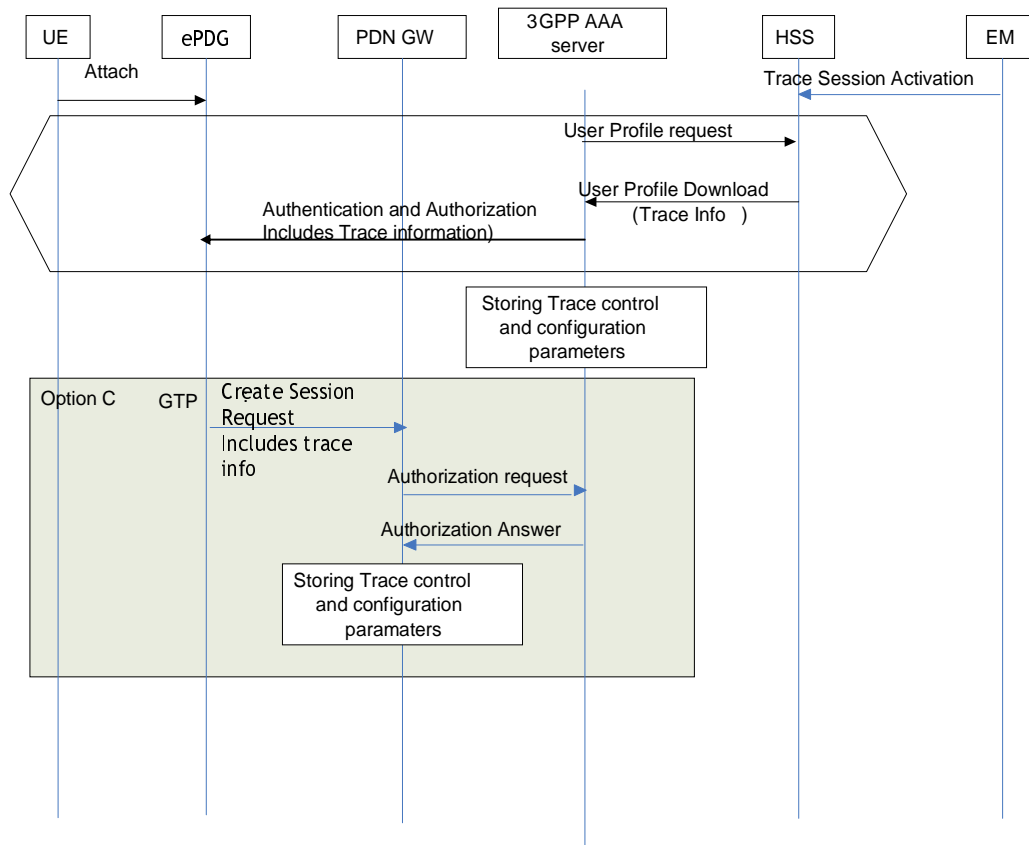 UE
ePDG
PDN GW
3GPP AAA
server
HSS
EM
Attach
Trace Session Activation
User Profile request
User Profile Download
(Trace Info )
Authentication and Authorization
Includes Trace information)
Storing Trace control
and configuration
parameters
Option C
GTP
Create Session
Request
Includes trace
info
Authorization request
Authorization Answer
Storing Trace control
and configuration
paramaters